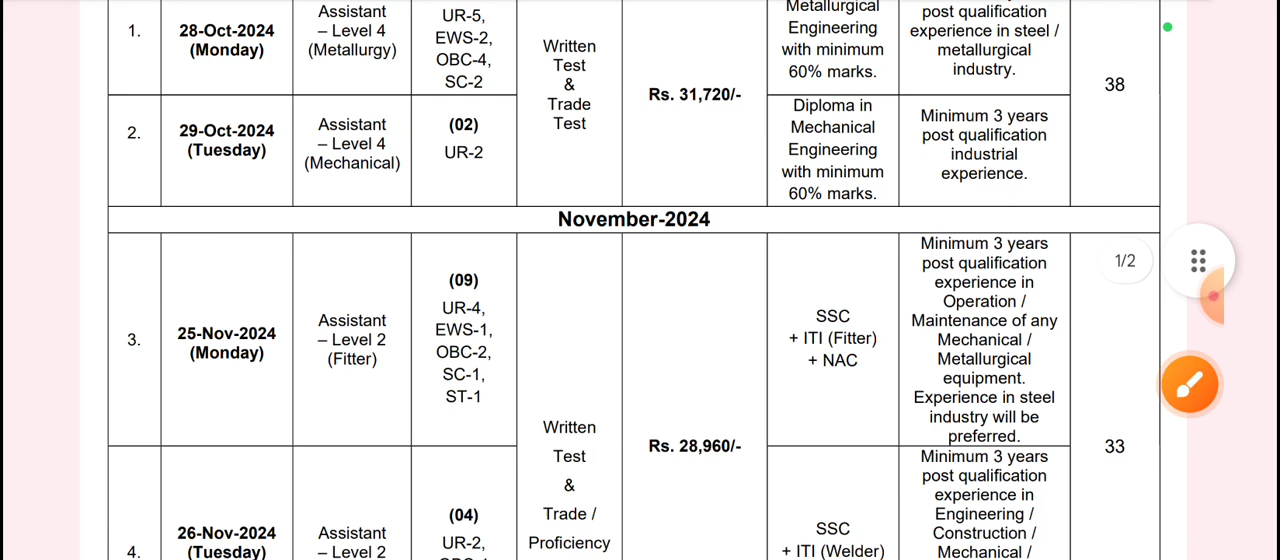 1.
28-Oct-2024
(Monday)
Assistant
– Level 4
(Metallurgy)
UR-5,
EWS-2,
OBC-4,
SC-2
Written
Test
&
Trade
Test
Rs. 31,720/-
Metallurgical
Engineering
with minimum
60% marks.
post qualification
experience in steel /
metallurgical
industry.
38
2.
29-Oct-2024
(Tuesday)
Assistant
– Level 4
(Mechanical)
(02)
UR-2
Diploma in
Mechanical
Engineering
with minimum
60% marks.
Minimum 3 years
post qualification
industrial
experience.
November-2024
3.
25-Nov-2024
(Monday)
Assistant
– Level 2
(Fitter)
(09)
UR-4,
EWS-1,
OBC-2,
SC-1,
ST-1
Written
Test
&
Trade /
Proficiency
Rs. 28,960/-
SSC
+ ITI (Fitter)
+ NAC
Minimum 3 years
post qualification
experience in
Operation /
Maintenance of any
Mechanical /
Metallurgical
equipment.
Experience in steel
industry will be
preferred.
33
1/2
4.
26-Nov-2024
(Tuesday)
Assistant
– Level 2
(04)
UR-2,
SSC
+ ITI (Welder)
Minimum 3 years
post qualification
experience in
Engineering /
Construction /
Mechanical /